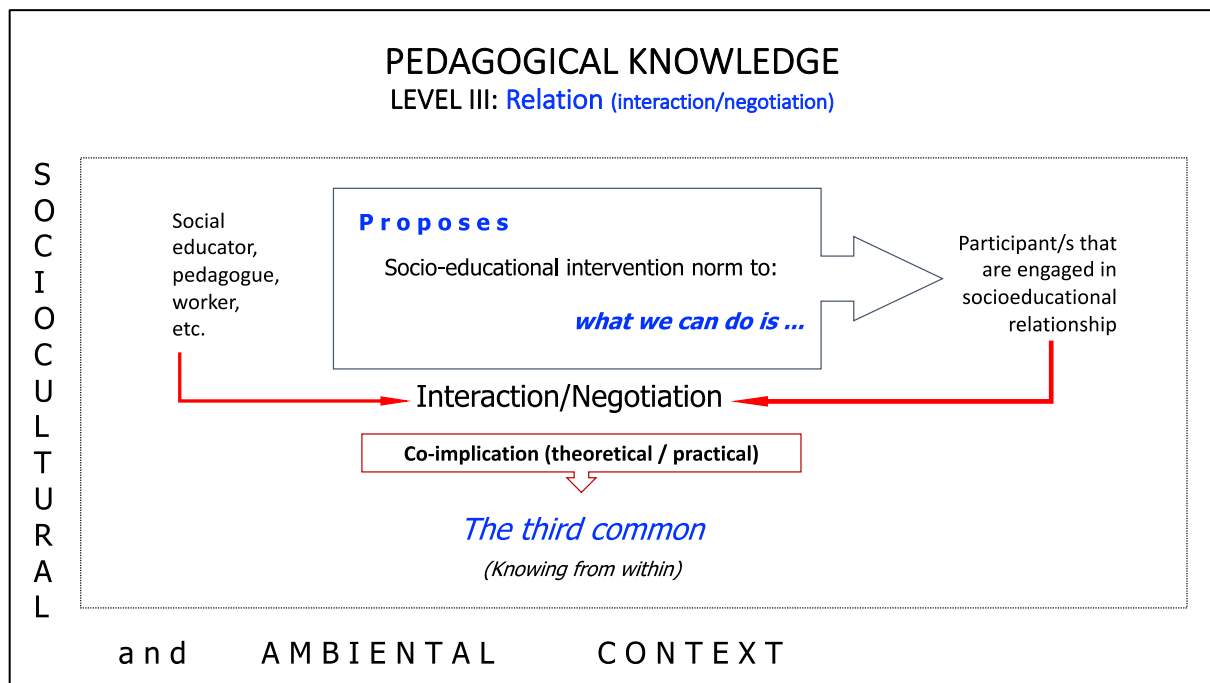 PEDAGOGICAL KNOWLEDGE
LEVEL III: Relation (interaction/negotiation)
SOCIOCULTURAL
Social
educator,
pedagogue,
worker,
etc.
Proposes
Socio-educational intervention norm to:
what we can do is ...
Participant/s that
are engaged in
socioeducational
relationship
Interaction/Negotiation
Co-implication (theoretical / practical)
The third common
(Knowing from within)
and AMBIENTAL CONTEXT